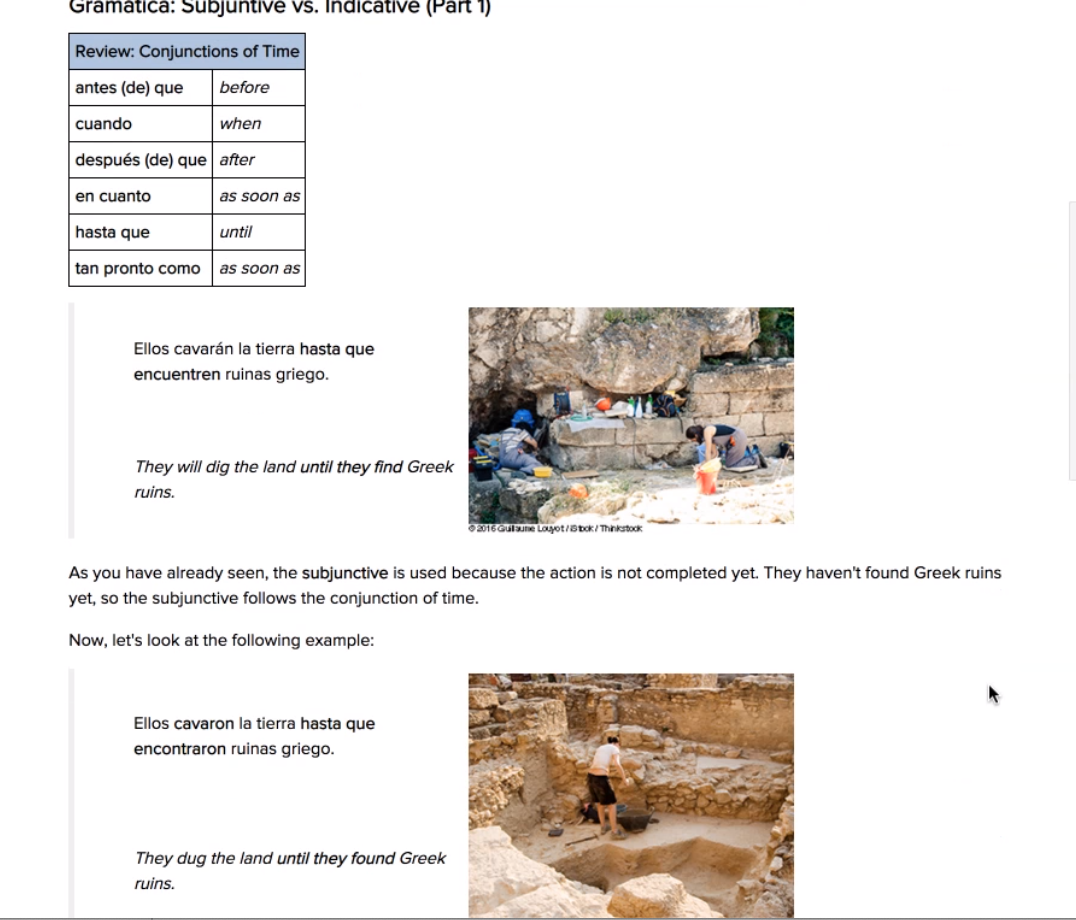 Gramática: Subjuntive vs. Indicative (Part 1)
Review: Conjunctions of Time
antes (de) que before
cuando when
después (de) que after
en cuanto as soon as
hasta que until
tan pronto como as soon as
Ellos cavarán la tierra hasta que
encuentren ruinas griego.
They will dig the land until they find Greek
ruins.
© 2016 Guillaume Louyot / iStock / Thinkstock
As you have already seen, the subjunctive is used because the action is not completed yet. They haven't found Greek ruins
yet, so the subjunctive follows the conjunction of time.
Now, let's look at the following example:
Ellos cavaron la tierra hasta que
encontraron ruinas griego.
They dug the land until they found Greek
ruins.